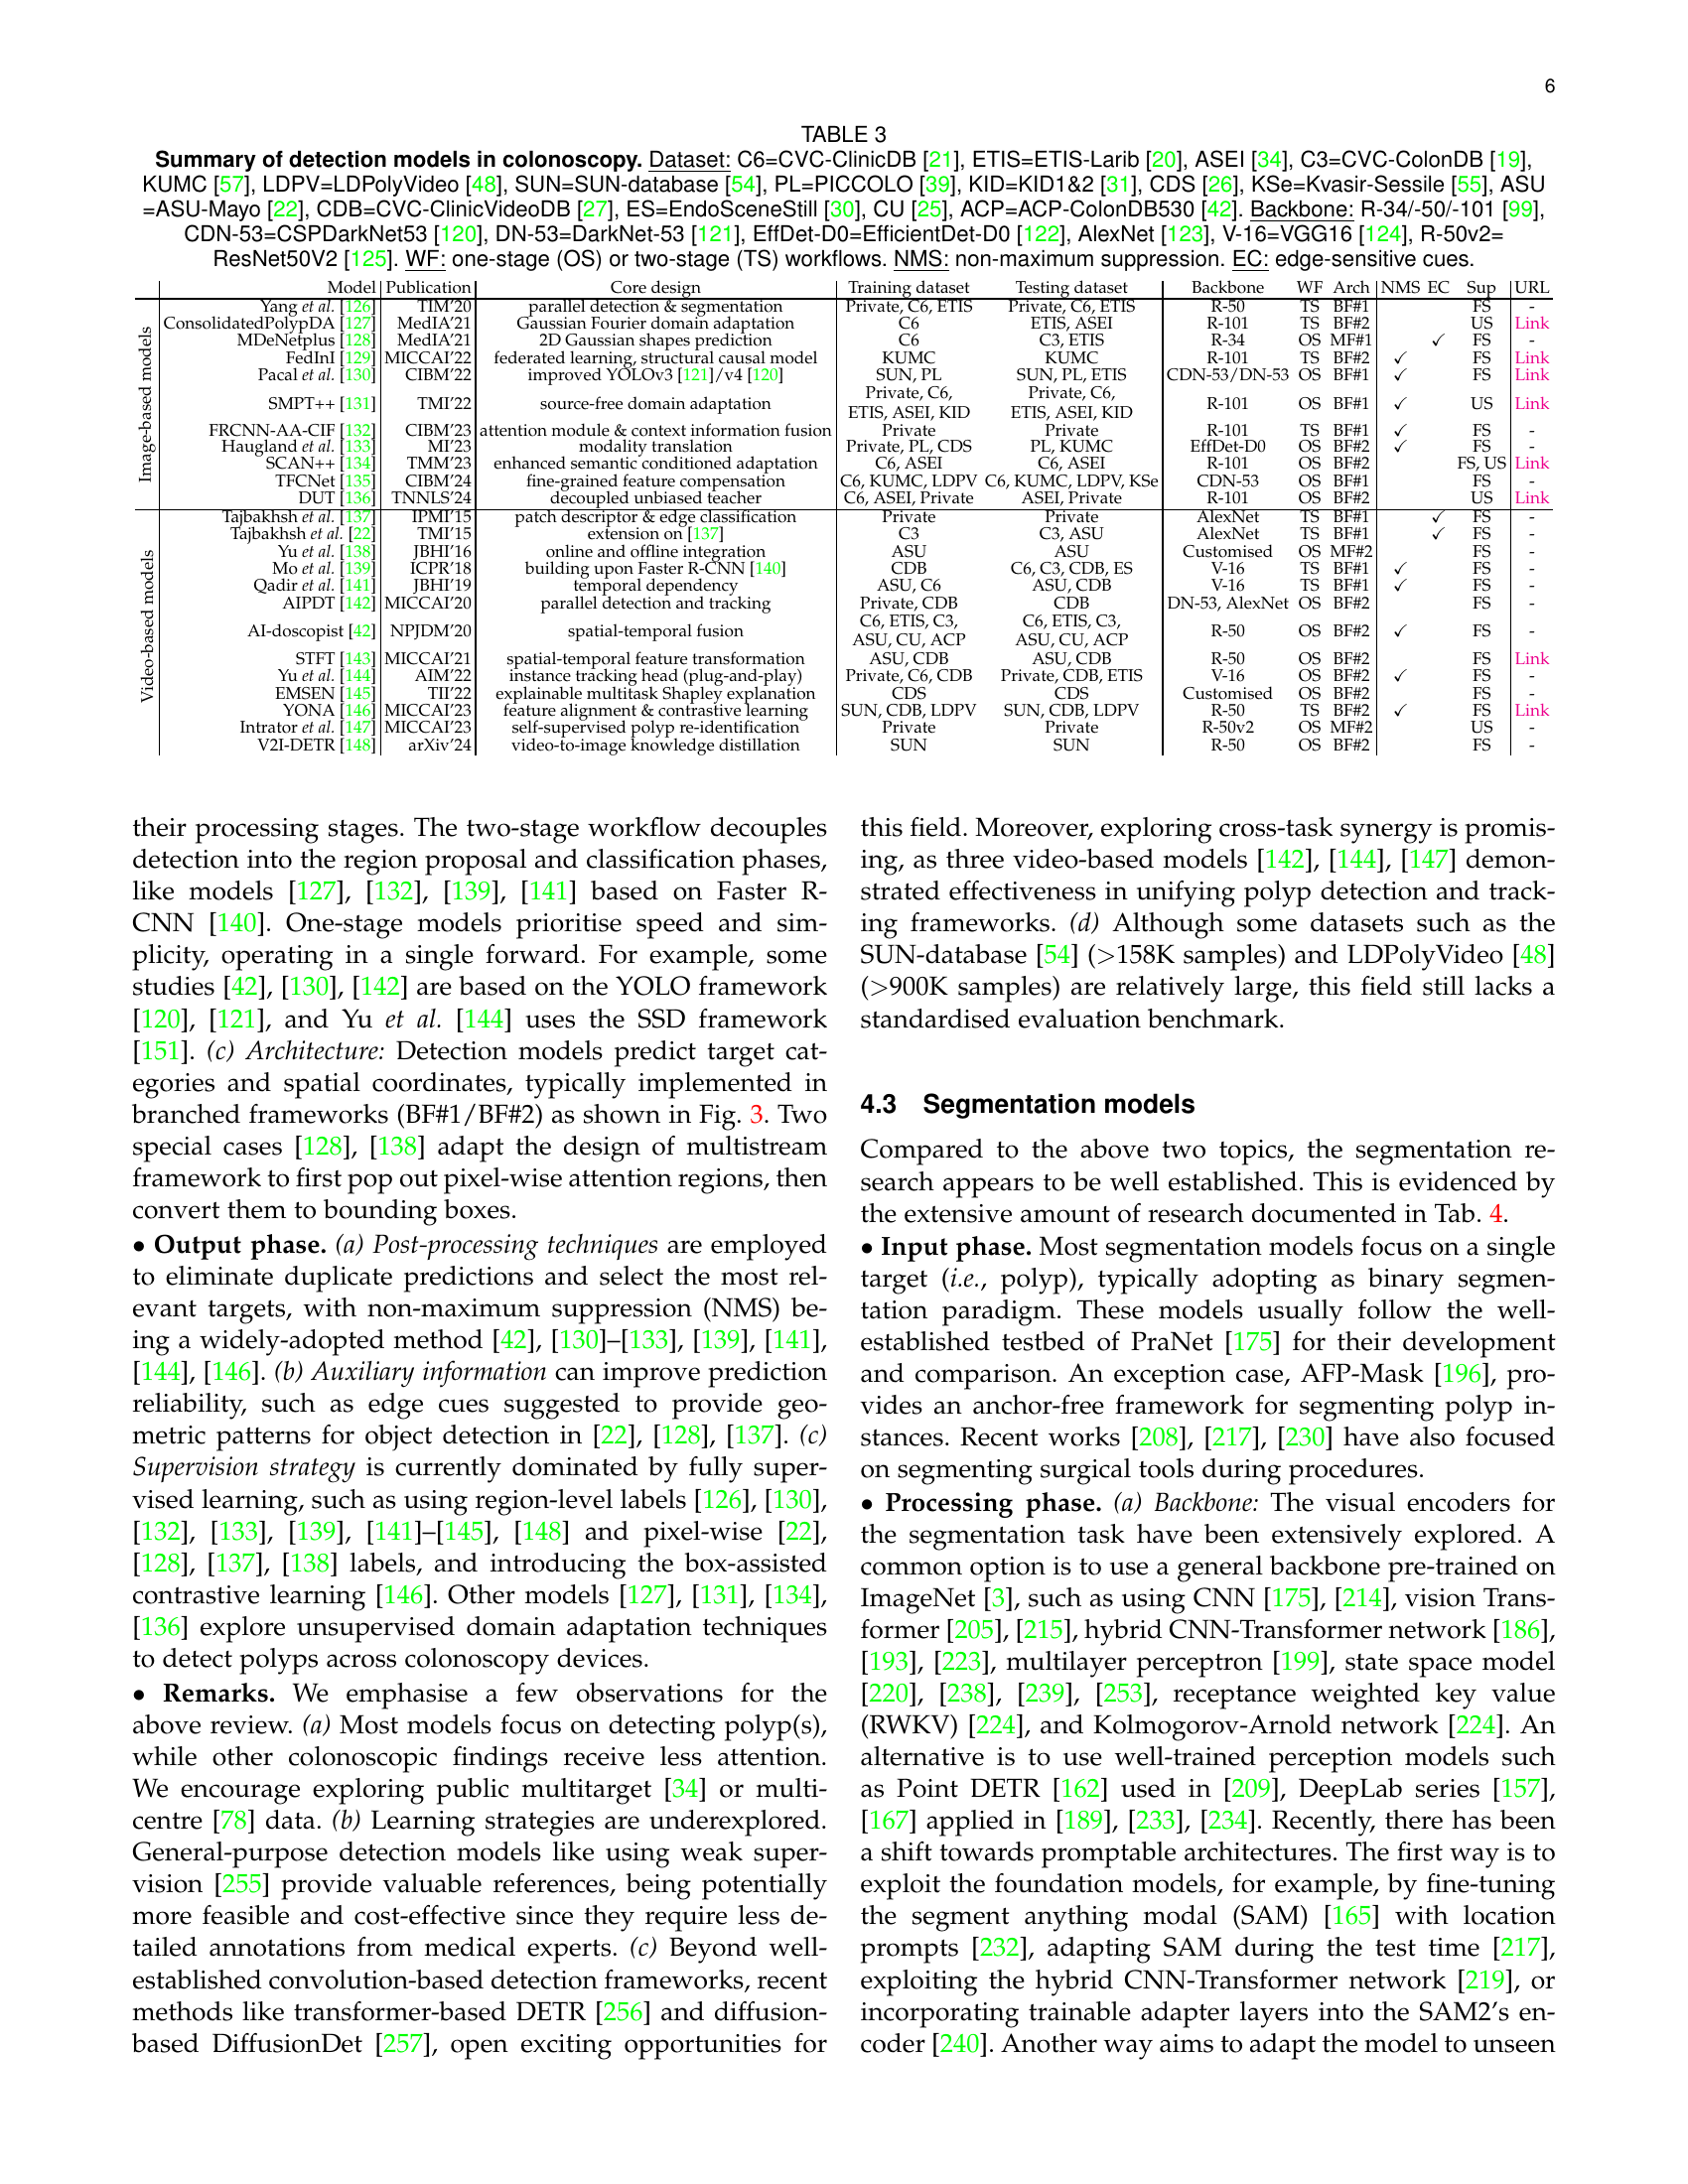 6
TABLE 3
Summary of detection models in colonoscopy. Dataset: C6=CVC-ClinicDB [21], ETIS=ETIS-Larib [20], ASEI [34], C3=CVC-ColonDB [19],
KUMC [57], LDPV=LDPolyVideo [48], SUN=SUN-database [54], PL=PICCOLO [39], KID=KID1&2 [31], CDS [26], KSe=Kvasir-Sessile [55], ASU
=ASU-Mayo [22], CDB=CVC-ClinicVideoDB [27], ES=EndoSceneStill [30], CU [25], ACP=ACP-ColonDB530 [42]. Backbone: R-34/-50/-101 [99],
CDN-53=CSPDarkNet53 [120], DN-53=DarkNet-53 [121], EffDet-D0=EfficientDet-D0 [122], AlexNet [123], V-16=VGG16 [124], R-50v2=
ResNet50V2 [125]. WF: one-stage (OS) or two-stage (TS) workflows. NMS: non-maximum suppression. EC: edge-sensitive cues.
Model Publication Core design Training dataset Testing dataset Backbone WF Arch NMS EC Sup URL
Image-based models
Yang et al. [126] TIM'20 parallel detection & segmentation Private, C6, ETIS Private, C6, ETIS R-50 TS BF#1 FS -
ConsolidatedPolypDA [127] MedIA'21 Gaussian Fourier domain adaptation C6 ETIS, ASEI R-101 TS BF#2 US Link
MDeNetplus [128] MedIA'21 2D Gaussian shapes prediction C6 C3, ETIS R-34 OS MF#1 ✓ FS -
FedInI [129] MICCAI'22 federated learning, structural causal model KUMC KUMC R-101 TS BF#2 ✓ FS Link
Pacal et al. [130] CIBM'22 improved YOLOv3 [121]/v4 [120] SUN, PL SUN, PL, ETIS CDN-53/DN-53 OS BF#1 ✓ FS Link
SMPT++ [131] TMI'22 source-free domain adaptation Private, C6, ETIS, ASEI, KID Private, C6, ETIS, ASEI, KID R-101 OS BF#1 ✓ US Link
FRCNN-AA-CIF [132] CIBM'23 attention module & context information fusion Private Private R-101 TS BF#1 ✓ FS -
Haugland et al. [133] MI'23 modality translation Private, PL, CDS PL, KUMC EffDet-D0 OS BF#2 ✓ FS -
SCAN++ [134] TMM'23 enhanced semantic conditioned adaptation C6, ASEI C6, ASEI R-101 OS BF#2 FS, US Link
TFCNet [135] CIBM'24 fine-grained feature compensation C6, KUMC, LDPV C6, KUMC, LDPV, KSe CDN-53 OS BF#1 FS -
DUT [136] TNNLS'24 decoupled unbiased teacher C6, ASEI, Private ASEI, Private R-101 OS BF#2 US Link
Video-based models
Tajbakhsh et al. [137] IPMI'15 patch descriptor & edge classification Private Private AlexNet TS BF#1 ✓ FS -
Tajbakhsh et al. [22] TMI'15 extension on [137] C3 C3, ASU AlexNet TS BF#1 ✓ FS -
Yu et al. [138] JBHI'16 online and offline integration ASU ASU Customised OS MF#2 FS -
Mo et al. [139] ICPR'18 building upon Faster R-CNN [140] CDB C6, C3, CDB, ES V-16 TS BF#1 ✓ FS -
Qadir et al. [141] JBHI'19 temporal dependency ASU, C6 ASU, CDB V-16 TS BF#1 ✓ FS -
AIPDT [142] MICCAI'20 parallel detection and tracking Private, CDB CDB DN-53, AlexNet OS BF#2 FS -
AI-doscopist [42] NPJDM'20 spatial-temporal fusion C6, ETIS, C3, ASU, CU, ACP C6, ETIS, C3, ASU, CU, ACP R-50 OS BF#2 ✓ FS -
STFT [143] MICCAI'21 spatial-temporal feature transformation ASU, CDB ASU, CDB R-50 OS BF#2 FS Link
Yu et al. [144] AIM'22 instance tracking head (plug-and-play) Private, C6, CDB Private, CDB, ETIS V-16 OS BF#2 ✓ FS -
EMSEN [145] TII'22 explainable multitask Shapley explanation CDS CDS Customised OS BF#2 FS -
YONA [146] MICCAI'23 feature alignment & contrastive learning SUN, CDB, LDPV SUN, CDB, LDPV R-50 TS BF#2 ✓ FS Link
Intrator et al. [147] MICCAI'23 self-supervised polyp re-identification Private Private R-50v2 OS MF#2 US -
V2I-DETR [148] arXiv'24 video-to-image knowledge distillation SUN SUN R-50 OS BF#2 FS -
their processing stages. The two-stage workflow decouples
detection into the region proposal and classification phases,
like models [127], [132], [139], [141] based on Faster R-
CNN [140]. One-stage models prioritise speed and sim-
plicity, operating in a single forward. For example, some
studies [42], [130], [142] are based on the YOLO framework
[120], [121], and Yu et al. [144] uses the SSD framework
[151]. (c) Architecture: Detection models predict target cat-
egories and spatial coordinates, typically implemented in
branched frameworks (BF#1/BF#2) as shown in Fig. 3. Two
special cases [128], [138] adapt the design of multistream
framework to first pop out pixel-wise attention regions, then
convert them to bounding boxes.
• Output phase. (a) Post-processing techniques are employed
to eliminate duplicate predictions and select the most rel-
evant targets, with non-maximum suppression (NMS) be-
ing a widely-adopted method [42], [130]–[133], [139], [141],
[144], [146]. (b) Auxiliary information can improve prediction
reliability, such as edge cues suggested to provide geo-
metric patterns for object detection in [22], [128], [137]. (c)
Supervision strategy is currently dominated by fully super-
vised learning, such as using region-level labels [126], [130],
[132], [133], [139], [141]–[145], [148] and pixel-wise [22],
[128], [137], [138] labels, and introducing the box-assisted
contrastive learning [146]. Other models [127], [131], [134],
[136] explore unsupervised domain adaptation techniques
to detect polyps across colonoscopy devices.
• Remarks. We emphasise a few observations for the
above review. (a) Most models focus on detecting polyp(s),
while other colonoscopic findings receive less attention.
We encourage exploring public multitarget [34] or multi-
centre [78] data. (b) Learning strategies are underexplored.
General-purpose detection models like using weak super-
vision [255] provide valuable references, being potentially
more feasible and cost-effective since they require less de-
tailed annotations from medical experts. (c) Beyond well-
established convolution-based detection frameworks, recent
methods like transformer-based DETR [256] and diffusion-
based DiffusionDet [257], open exciting opportunities for
this field. Moreover, exploring cross-task synergy is promis-
ing, as three video-based models [142], [144], [147] demon-
strated effectiveness in unifying polyp detection and track-
ing frameworks. (d) Although some datasets such as the
SUN-database [54] (>158K samples) and LDPolyVideo [48]
(>900K samples) are relatively large, this field still lacks a
standardised evaluation benchmark.
4.3 Segmentation models
Compared to the above two topics, the segmentation re-
search appears to be well established. This is evidenced by
the extensive amount of research documented in Tab. 4.
• Input phase. Most segmentation models focus on a single
target (i.e., polyp), typically adopting as binary segmen-
tation paradigm. These models usually follow the well-
established testbed of PraNet [175] for their development
and comparison. An exception case, AFP-Mask [196], pro-
vides an anchor-free framework for segmenting polyp in-
stances. Recent works [208], [217], [230] have also focused
on segmenting surgical tools during procedures.
• Processing phase. (a) Backbone: The visual encoders for
the segmentation task have been extensively explored. A
common option is to use a general backbone pre-trained on
ImageNet [3], such as using CNN [175], [214], vision Trans-
former [205], [215], hybrid CNN-Transformer network [186],
[193], [223], multilayer perceptron [199], state space model
[220], [238], [239], [253], receptance weighted key value
(RWKV) [224], and Kolmogorov-Arnold network [224]. An
alternative is to use well-trained perception models such
as Point DETR [162] used in [209], DeepLab series [157],
[167] applied in [189], [233], [234]. Recently, there has been
a shift towards promptable architectures. The first way is to
exploit the foundation models, for example, by fine-tuning
the segment anything modal (SAM) [165] with location
prompts [232], adapting SAM during the test time [217],
exploiting the hybrid CNN-Transformer network [219], or
incorporating trainable adapter layers into the SAM2's en-
coder [240]. Another way aims to adapt the model to unseen